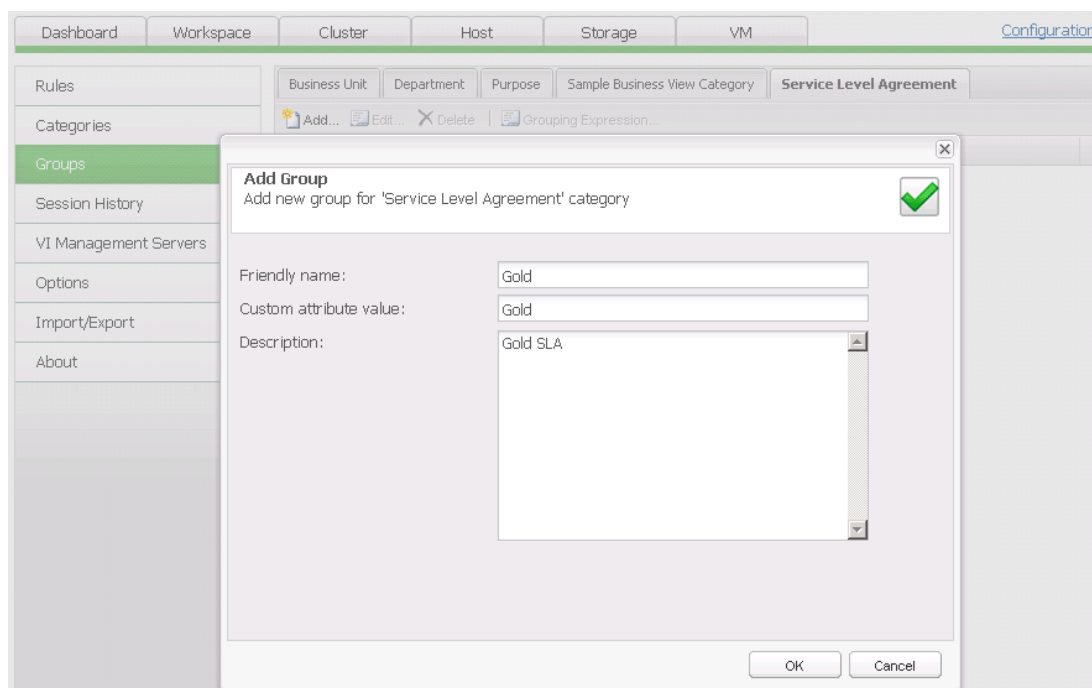 Dashboard Workspace Cluster Host Storage VM Configuration
Rules
Business Unit Department Purpose Sample Business View Category Service Level Agreement
Categories
Add... Edit... Delete Grouping Expression...
Groups
Session History
VI Management Servers
Options
Import/Export
About
Add Group
Add new group for 'Service Level Agreement' category
Friendly name: Gold
Custom attribute value: Gold
Description: Gold SLA
OK Cancel